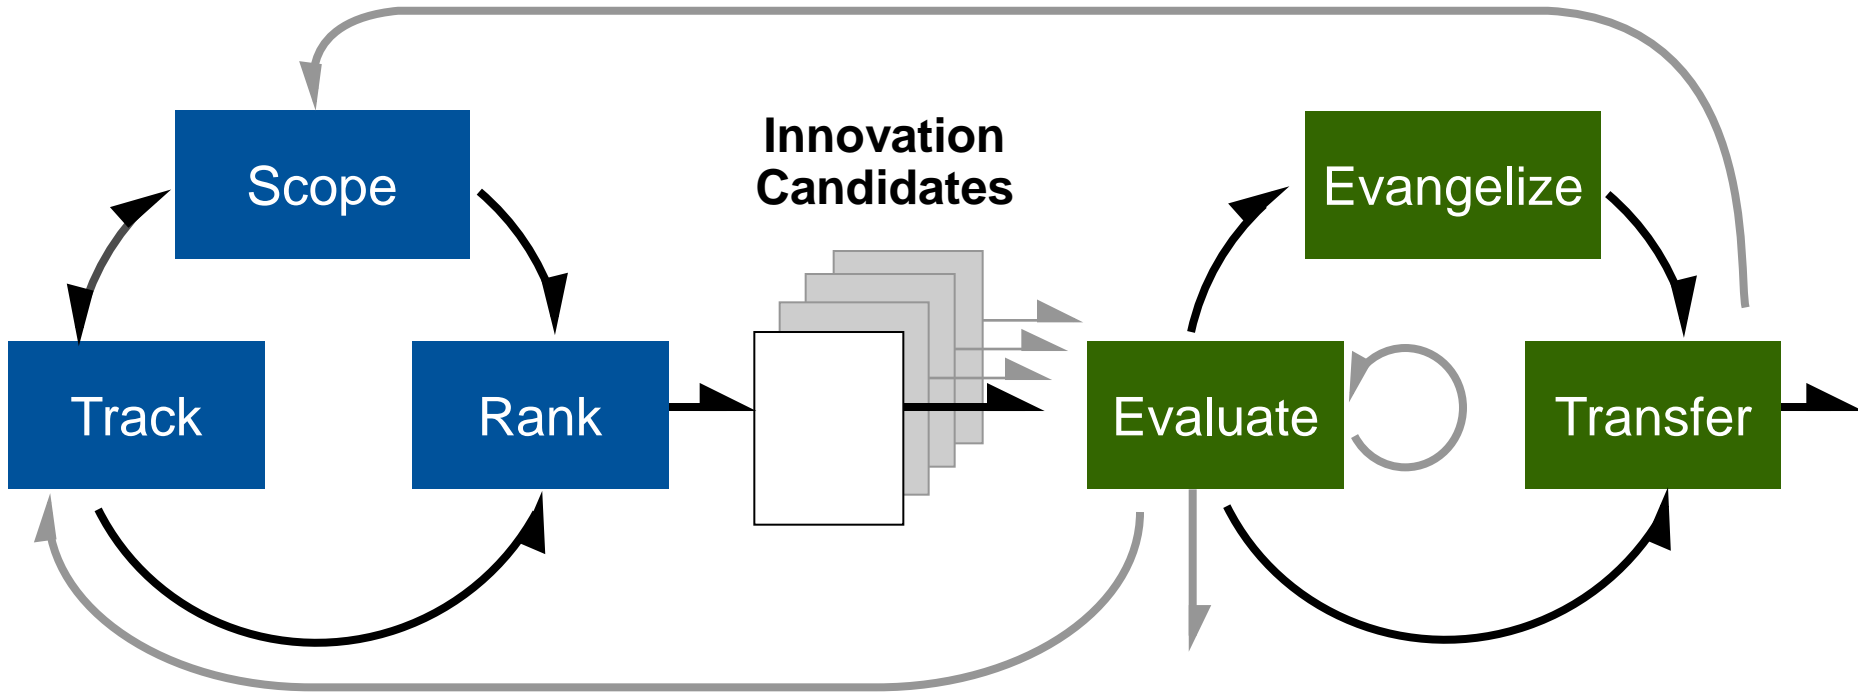 Scope
Innovation
Candidates
Evangelize
Track
Rank
Evaluate
Transfer